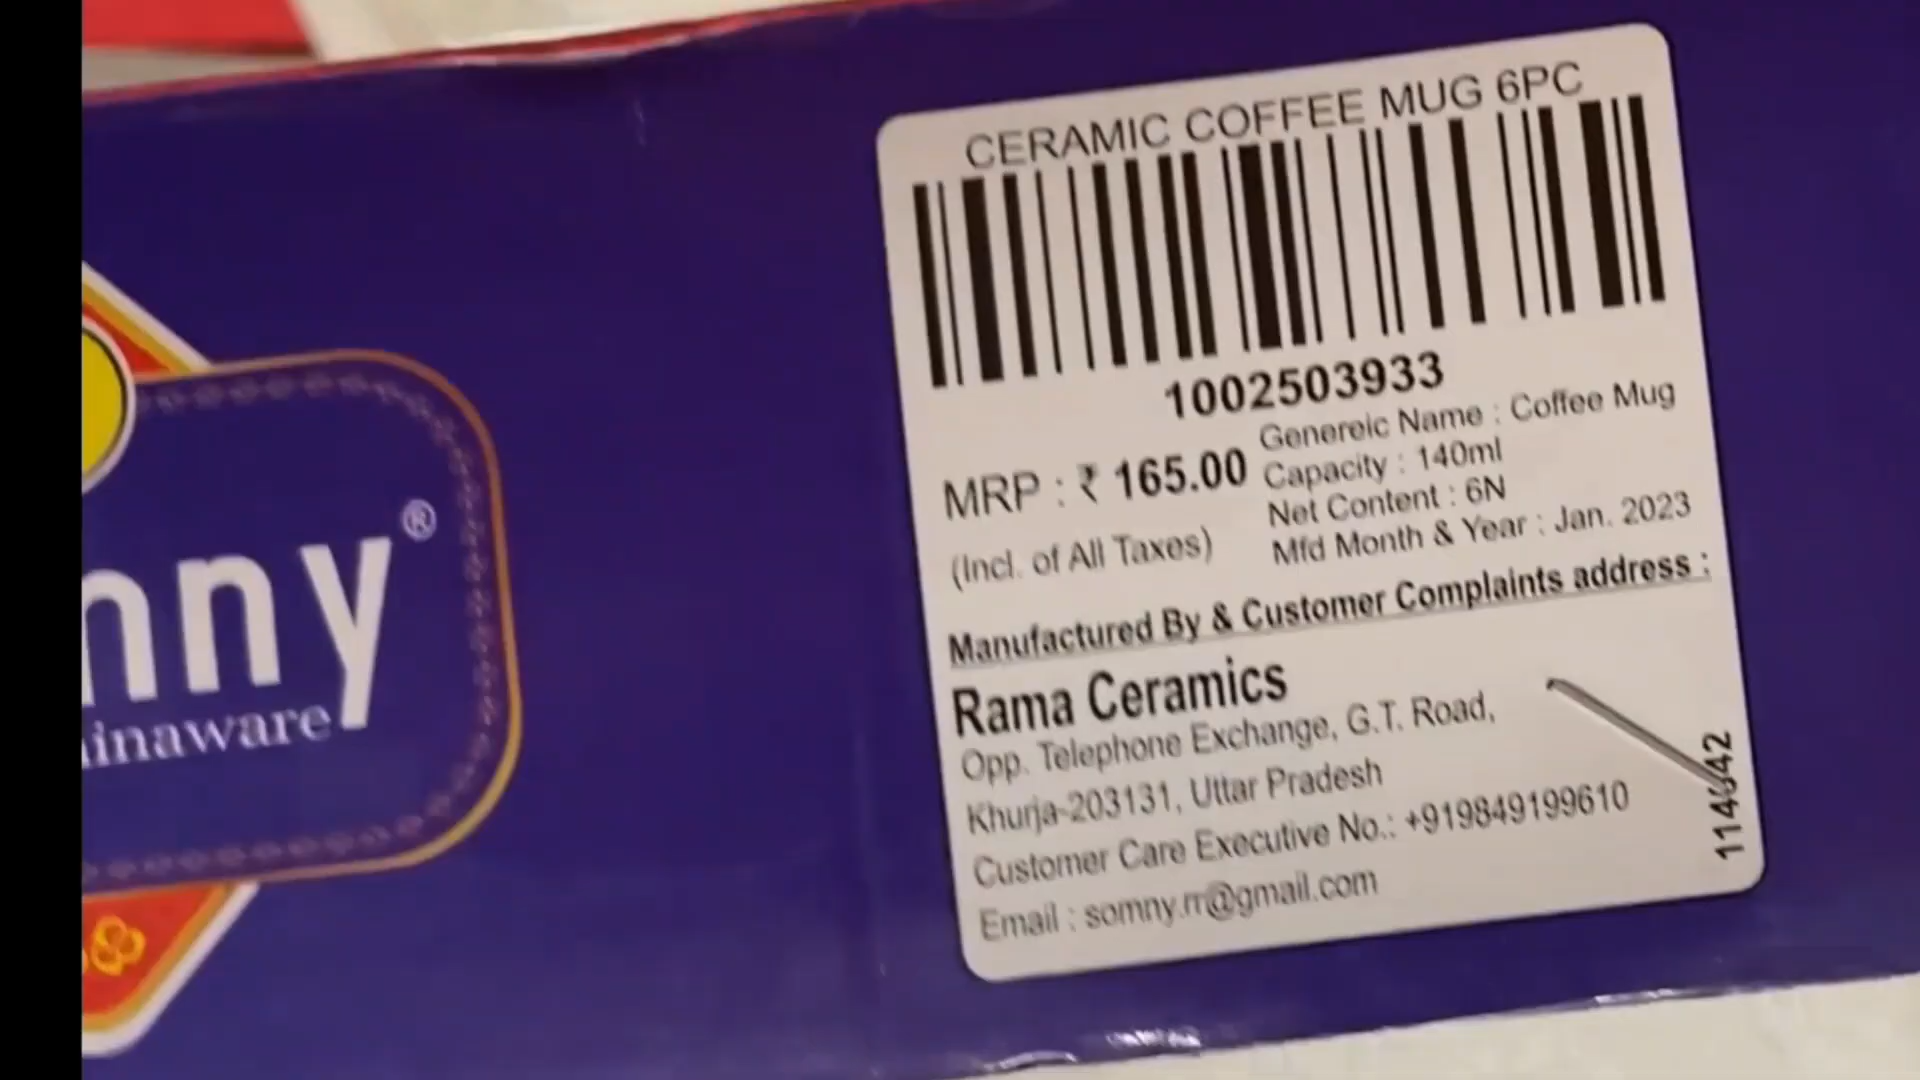 nny®
inaware
CERAMIC COFFEE MUG 6PC
1002503933
MRP : ₹ 165.00
(Incl. of All Taxes)
Genereic Name : Coffee Mug
Capacity : 140ml
Net Content : 6N
Mfd Month & Year : Jan. 2023
Manufactured By & Customer Complaints address :
Rama Ceramics
Opp. Telephone Exchange, G.T. Road,
Khurja-203131, Uttar Pradesh
Customer Care Executive No.: +919849199610
Email : somny.rr@gmail.com